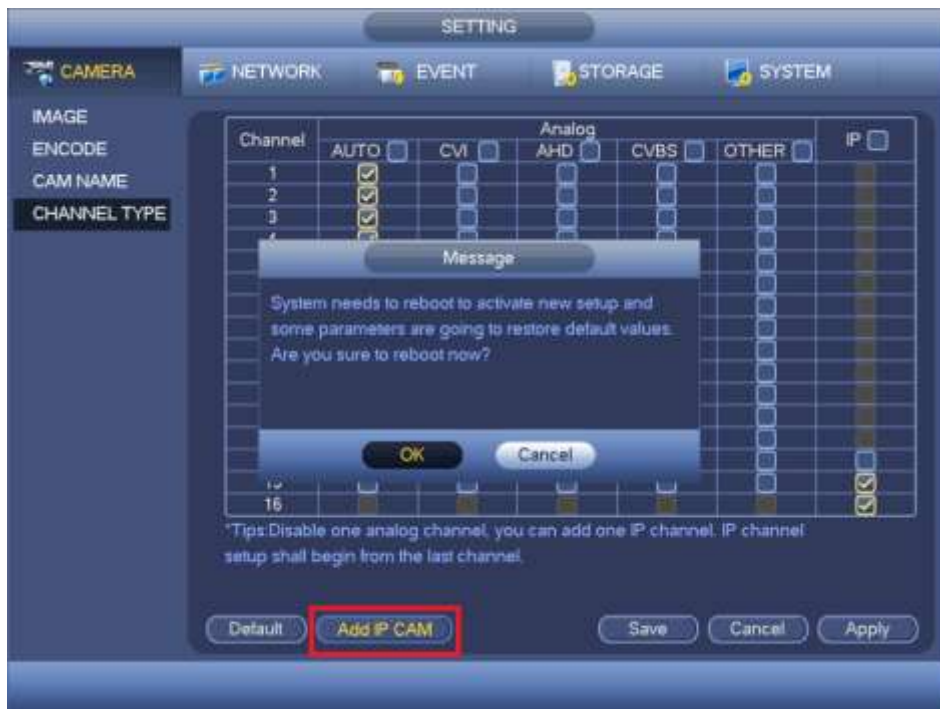 SETTING
CAMERA NETWORK EVENT STORAGE SYSTEM
IMAGE
ENCODE
CAM NAME
CHANNEL TYPE
Analog
Channel IP
AUTO CVI AHD CVBS OTHER
1
2
3
Message
System needs to reboot to activate new setup and
some parameters are going to restore default values.
Are you sure to reboot now?
OK Cancel
16
*Tips:Disable one analog channel, you can add one IP channel. IP channel
setup shall begin from the last channel.
Default Add IP CAM Save Cancel Apply